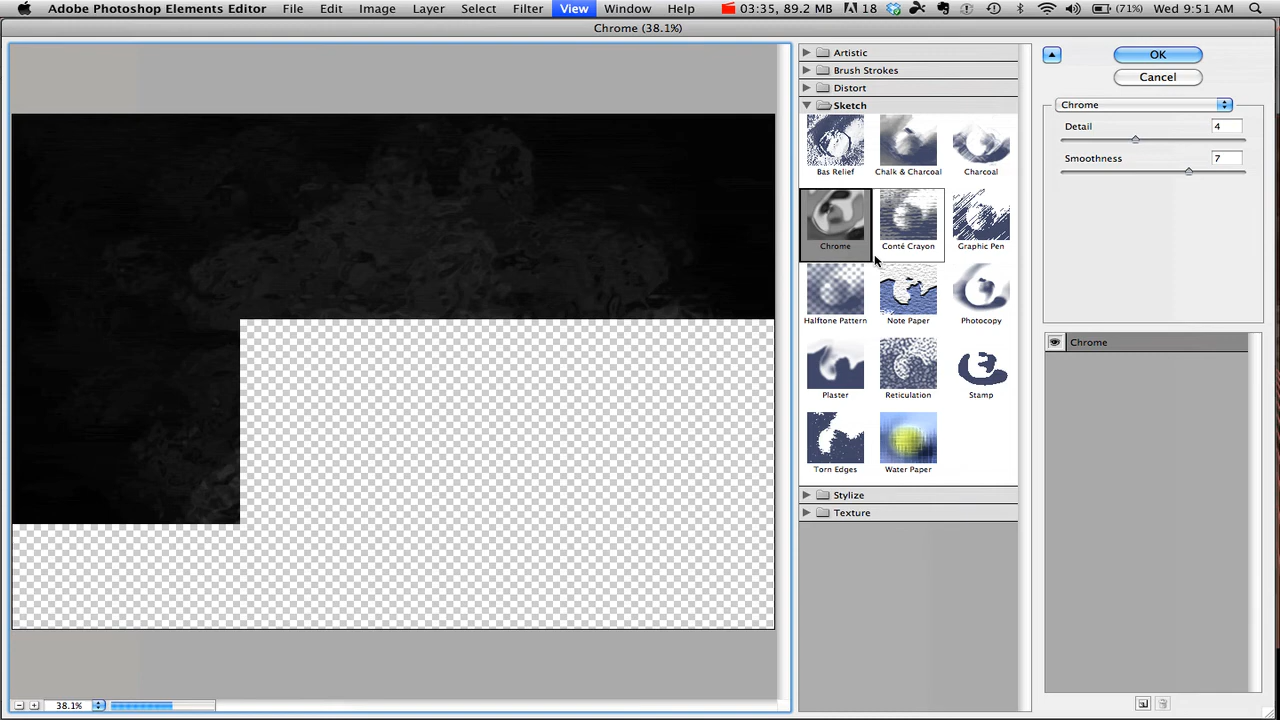 Adobe Photoshop Elements Editor File Edit Image Layer Select Filter View Window Help 03:35, 89.2 MB 18 (71%) Wed 9:51 AM
Chrome (38.1%)
Artistic
Brush Strokes
Distort
Sketch
Bas Relief Chalk & Charcoal Charcoal
Chrome Conté Crayon Graphic Pen
Halftone Pattern Note Paper Photocopy
Plaster Reticulation Stamp
Torn Edges Water Paper
Stylize
Texture
OK
Cancel
Chrome
Detail 4
Smoothness 7
Chrome
38.1%